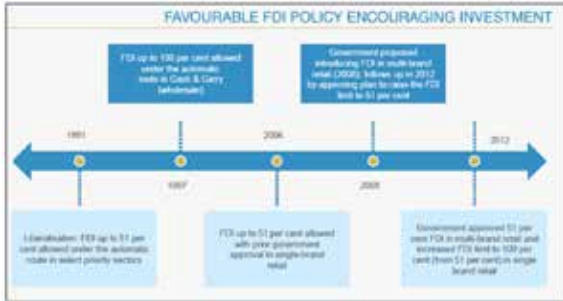 FAVOURABLE FDI POLICY ENCOURAGING INVESTMENT
FDI up to 100 per cent allowed
under the automatic
route in Cash & Carry
(wholesale)
Government proposed
introducing FDI in multi-brand
retail (2008); follows up in 2012
by approving plan to raise the FDI
limit to 51 per cent
1991
2006
2012
1997
Liberalisation: FDI up to 51 per
cent allowed under the automatic
route in select priority sectors
FDI up to 51 per cent allowed
with prior government
approval in single-brand
retail
Government approved 51 per
cent FDI in multi-brand retail and
increased FDI limit to 100 per
cent (from 51 per cent) in single
brand retail